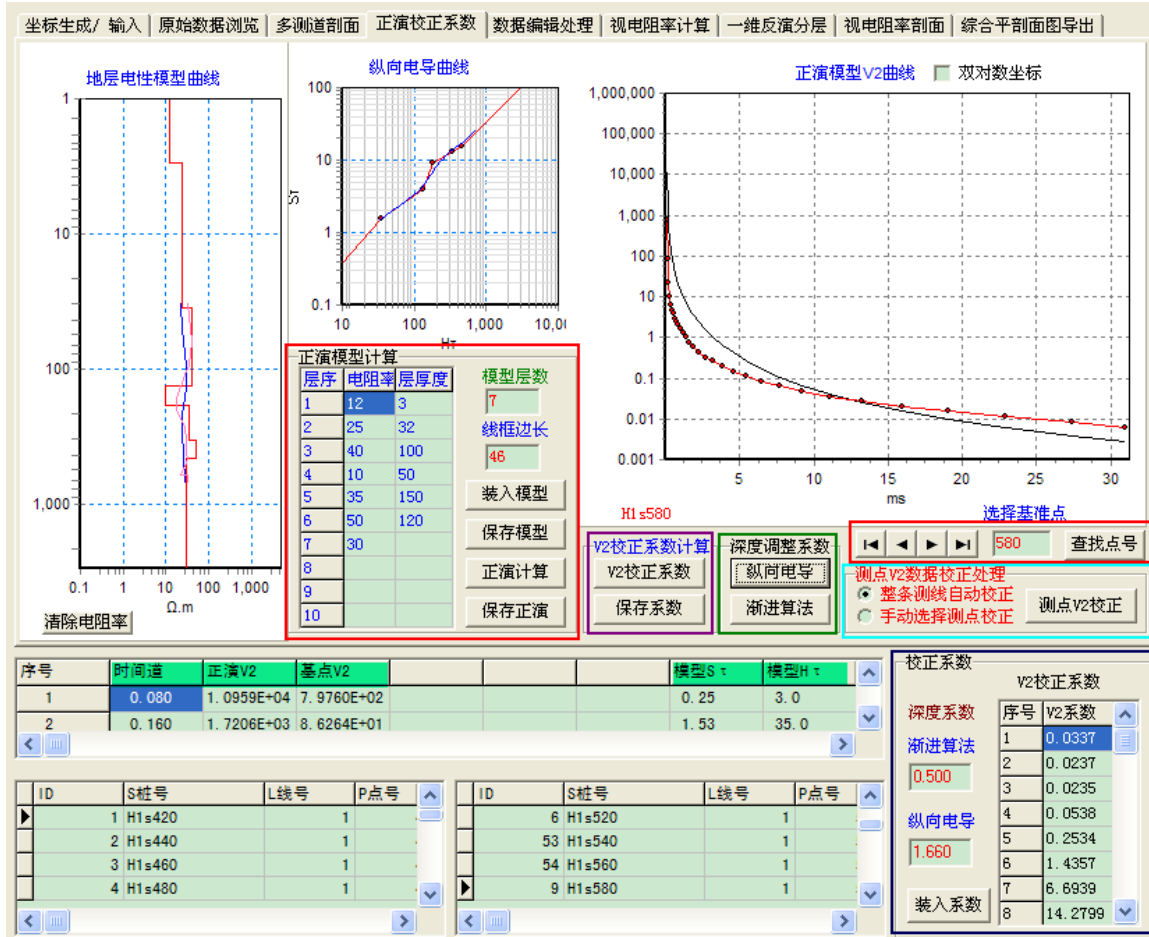 坐标生成/ 输入 原始数据浏览 多测道剖面 正演校正系数 数据编辑处理 视电阻率计算 一维反演分层 视电阻率剖面 综合平剖面图导出
地层电性模型曲线
1
10
100
1,000
0.1 1 10 100 1,000
Ω.m
清除电阻率
纵向电导曲线
100
10
1
0.1
Sτ
10 100 1,000 10,0
Hτ
正演模型V2曲线 双对数坐标
1,000,000
100,000
10,000
1,000
100
10
1
0.1
0.01
0.001
5 10 15 20 25 30
ms
H1s580
选择基准点
580 查找点号
正演模型计算
层序 电阻率 层厚度
1 12 3
2 25 32
3 40 100
4 10 50
5 35 150
6 50 120
7 30
8
9
10
模型层数
7
线框边长
46
装入模型
保存模型
正演计算
保存正演
V2校正系数计算
V2校正系数
保存系数
深度调整系数
纵向电导
渐进算法
测点V2数据校正处理
整条测线自动校正
手动选择测点校正
测点V2校正
序号 时间道 正演V2 基点V2 模型Sτ 模型Hτ
1 0.080 1.0959E+04 7.9760E+02 0.25 3.0
2 0.160 1.7206E+03 8.6264E+01 1.53 35.0
ID S桩号 L线号 P点号
1 H1s420 1
2 H1s440 1
3 H1s460 1
4 H1s480 1
ID S桩号 L线号 P点号
6 H1s520 1
53 H1s540 1
54 H1s560 1
9 H1s580 1
校正系数
V2校正系数
深度系数
渐进算法
0.500
纵向电导
1.660
装入系数
序号 V2系数
1 0.0337
2 0.0237
3 0.0235
4 0.0538
5 0.2534
6 1.4357
7 6.6939
8 14.2799